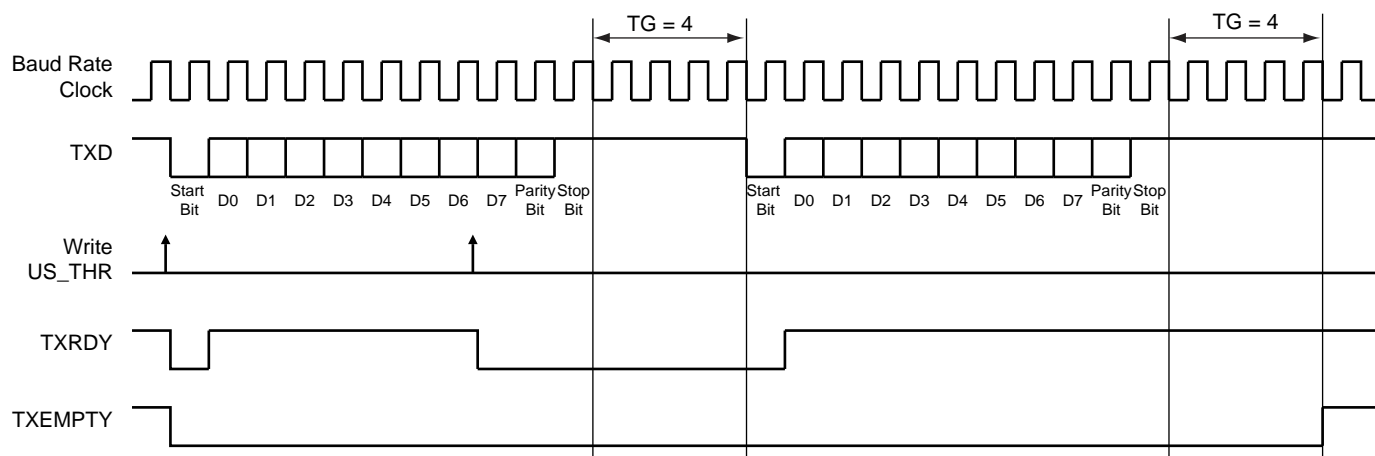 TG = 4
TG = 4
Baud Rate
Clock
TXD
Start
Bit
D0
D1
D2
D3
D4
D5
D6
D7
Parity
Bit
Stop
Bit
Start
Bit
D0
D1
D2
D3
D4
D5
D6
D7
Parity
Bit
Stop
Bit
Write
US_THR
TXRDY
TXEMPTY